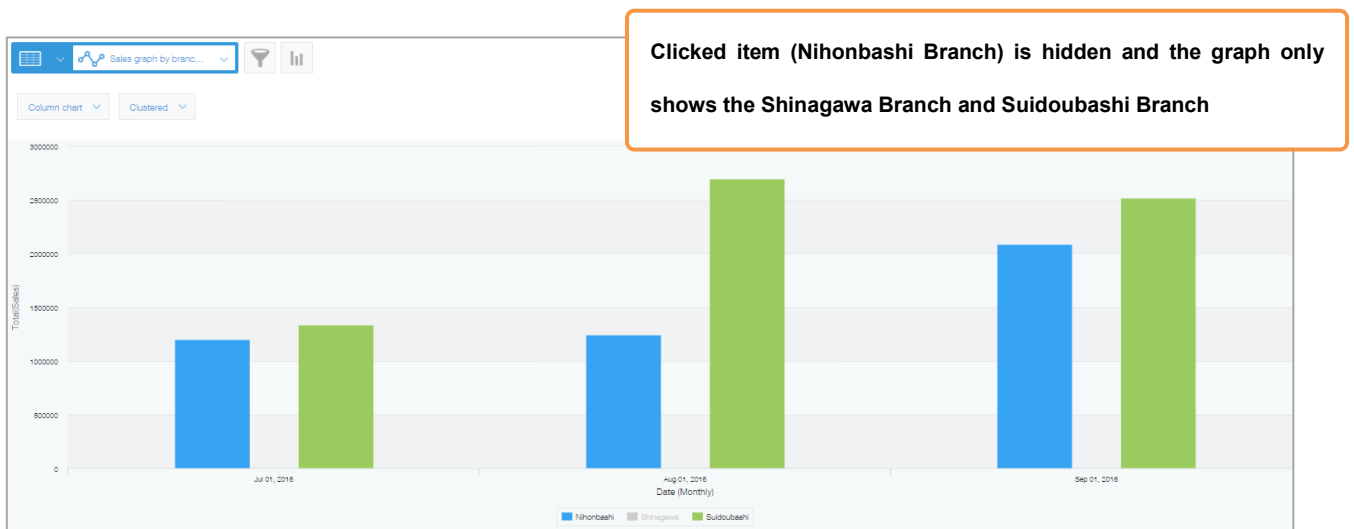 Clicked item (Nihonbashi Branch) is hidden and the graph only
shows the Shinagawa Branch and Suidoubashi Branch
Sales graph by branc...
Column chart
Clustered
3000000
2500000
2000000
1500000
1000000
500000
0
Total(Sales)
Jul 01, 2016
Aug 01, 2016
Sep 01, 2016
Date (Monthly)
Nihonbashi
Shinagawa
Suidoubashi